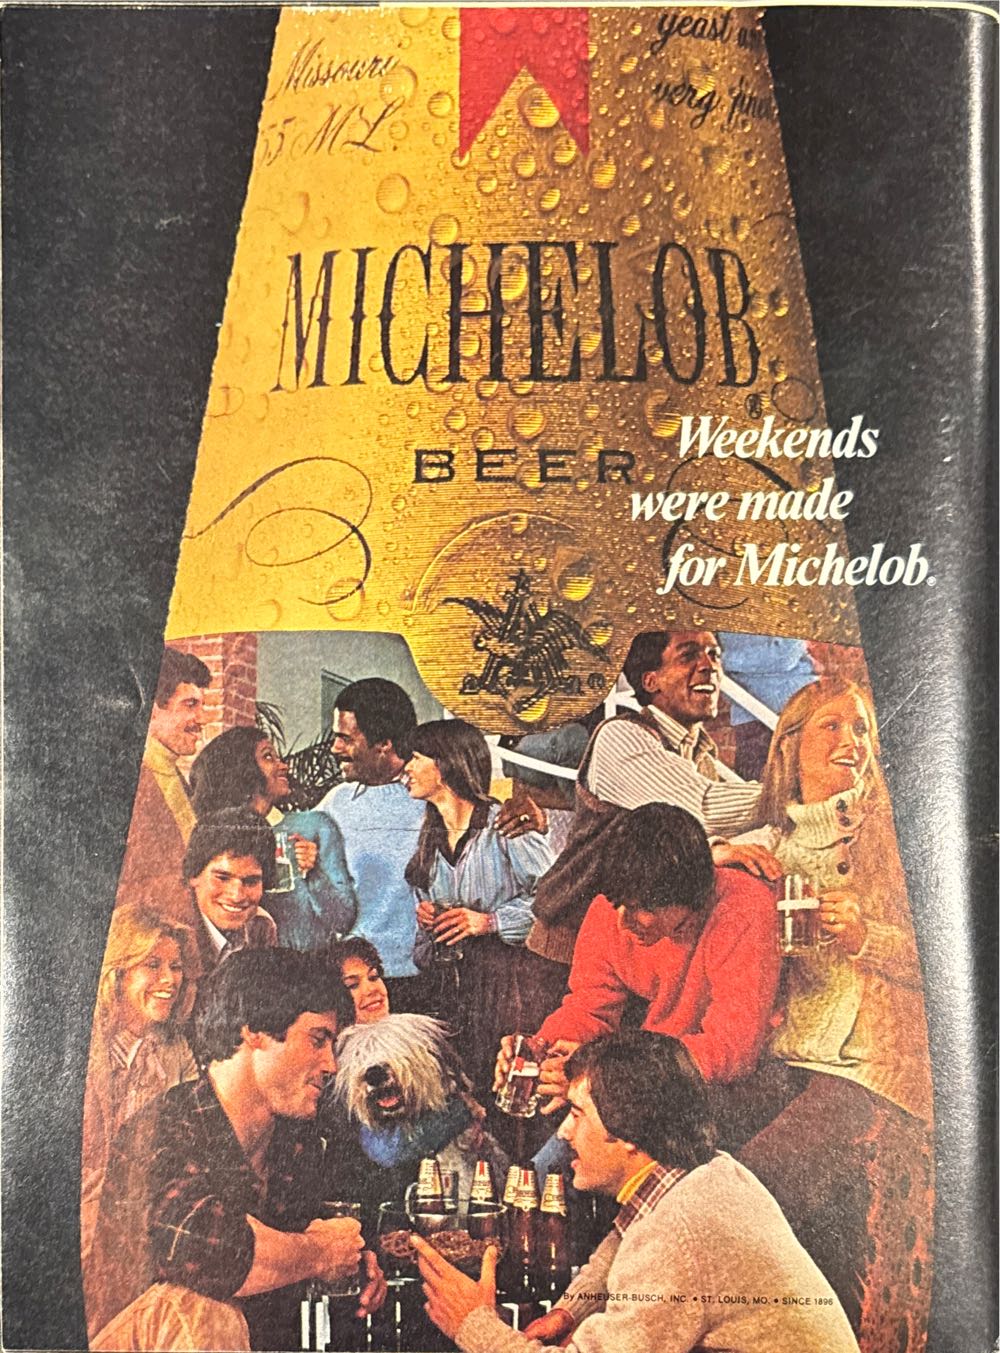 Missouri
yeast
very fine
55 ML.
MICHELOB®
BEER
Weekends
were made
for Michelob®
By ANHEUSER-BUSCH, INC. • ST. LOUIS, MO. • SINCE 1896